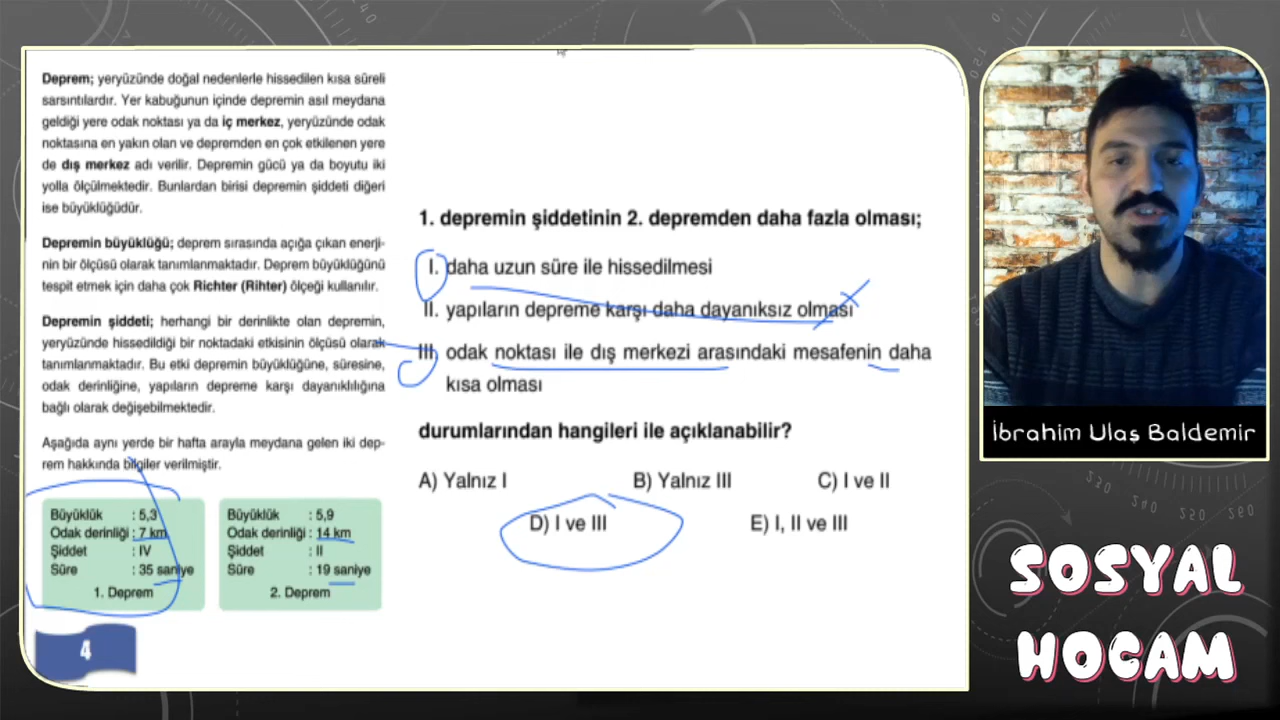 Deprem; yeryüzünde doğal nedenlerle hissedilen kısa süreli
sarsıntılardır. Yer kabuğunun içinde depremin asıl meydana
geldiği yere odak noktası ya da iç merkez, yeryüzünde odak
noktasına en yakın olan ve depremden en çok etkilenen yere
de dış merkez adı verilir. Depremin gücü ya da boyutu iki
yolla ölçülmektedir. Bunlardan birisi depremin şiddeti diğeri
ise büyüklüğüdür.
Depremin büyüklüğü; deprem sırasında açığa çıkan enerji-
nin bir ölçüsü olarak tanımlanmaktadır. Deprem büyüklüğünü
tespit etmek için daha çok Richter (Rihter) ölçeği kullanılır.
Depremin şiddeti; herhangi bir derinlikte olan depremin,
yeryüzünde hissedildiği bir noktadaki etkisinin ölçüsü olarak
tanımlanmaktadır. Bu etki depremin büyüklüğüne, süresine,
odak derinliğine, yapıların depreme karşı dayanıklılığına
bağlı olarak değişebilmektedir.
Aşağıda aynı yerde bir hafta arayla meydana gelen iki dep-
rem hakkında bilgiler verilmiştir.
Büyüklük : 5,3
Odak derinliği : 7 km
Şiddet : IV
Süre : 35 saniye
1. Deprem
Büyüklük : 5,9
Odak derinliği : 14 km
Şiddet : II
Süre : 19 saniye
2. Deprem
4
1. depremin şiddetinin 2. depremden daha fazla olması;
I. daha uzun süre ile hissedilmesi
II. yapıların depreme karşı daha dayanıksız olması
III. odak noktası ile dış merkezi arasındaki mesafenin daha
kısa olması
durumlarından hangileri ile açıklanabilir?
A) Yalnız I B) Yalnız III C) I ve II
D) I ve III E) I, II ve III
İbrahim Ulaş Baldemir
SOSYAL
HOCAM